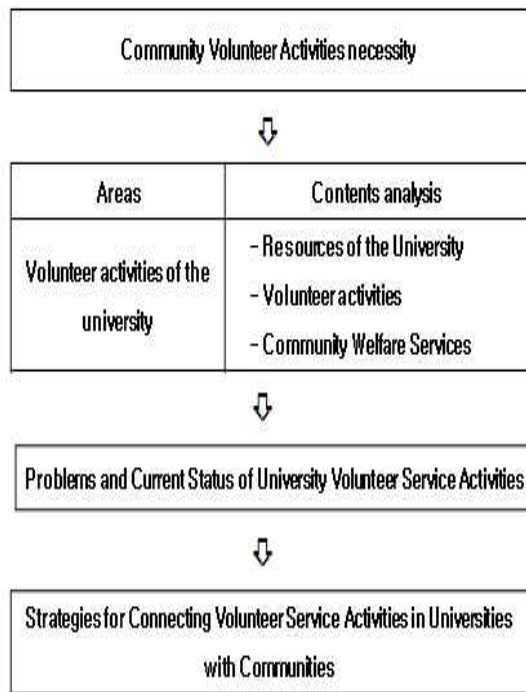 Community Volunteer Activities necessity
Areas
Contents analysis
Volunteer activities of the
university
– Resources of the University
– Volunteer activities
– Community Welfare Services
Problems and Current Status of University Volunteer Service Activities
Strategies for Connecting Volunteer Service Activities in Universities
with Communities